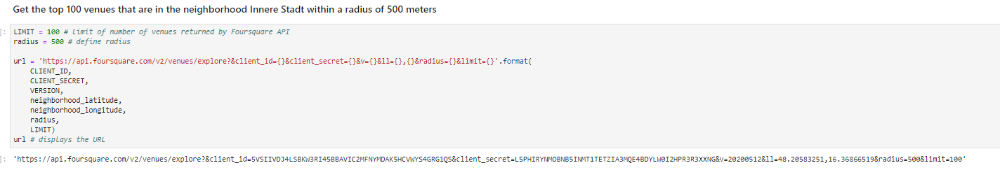 Get the top 100 venues that are in the neighborhood Innere Stadt within a radius of 500 meters
]: LIMIT = 100 # limit of number of venues returned by Foursquare API
radius = 500 # define radius
url = 'https://api.foursquare.com/v2/venues/explore?&client_id={}&client_secret={}&v={}&ll={},{}&radius={}&limit={}'.format(
CLIENT_ID,
CLIENT_SECRET,
VERSION,
neighborhood_latitude,
neighborhood_longitude,
radius,
LIMIT)
url # displays the URL
]: 'https://api.foursquare.com/v2/venues/explore?&client_id=5VSIIVDJ4LSBKW3RI45BBAVIC2MFNYMDAK5HCVWYS4GRG1QS&client_secret=L5PHIRYNMOBNB5INMT1TETZIA3MQE4BDYLW0I2HPR3R3XXNG&v=20200512&ll=48.20583251,16.36866519&radius=500&limit=100'